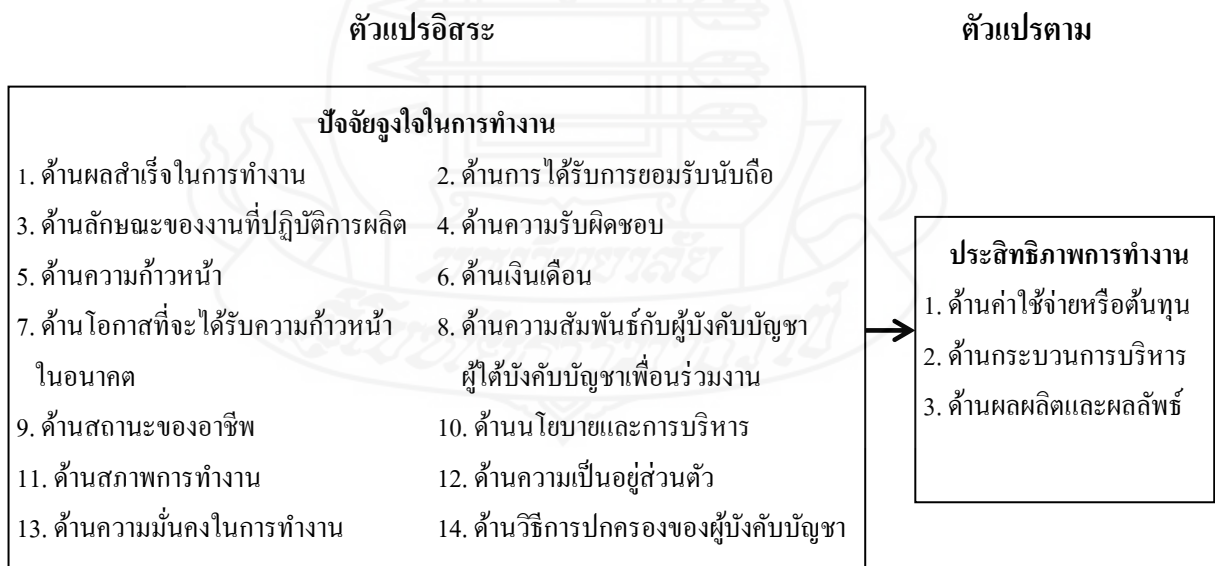 ตัวแปรอิสระ ตัวแปรตาม
ปัจจัยจูงใจในการทำงาน
1. ด้านผลสำเร็จในการทำงาน 2. ด้านการได้รับการยอมรับนับถือ
3. ด้านลักษณะของงานที่ปฏิบัติการผลิต 4. ด้านความรับผิดชอบ
5. ด้านความก้าวหน้า 6. ด้านเงินเดือน
7. ด้านโอกาสที่จะได้รับความก้าวหน้า 8. ด้านความสัมพันธ์กับผู้บังคับบัญชา
ในอนาคต ผู้ใต้บังคับบัญชาเพื่อนร่วมงาน
9. ด้านสถานะของอาชีพ 10. ด้านนโยบายและการบริหาร
11. ด้านสภาพการทำงาน 12. ด้านความเป็นอยู่ส่วนตัว
13. ด้านความมั่นคงในการทำงาน 14. ด้านวิธีการปกครองของผู้บังคับบัญชา
ประสิทธิภาพการทำงาน
1. ด้านค่าใช้จ่ายหรือต้นทุน
2. ด้านกระบวนการบริหาร
3. ด้านผลผลิตและผลลัพธ์